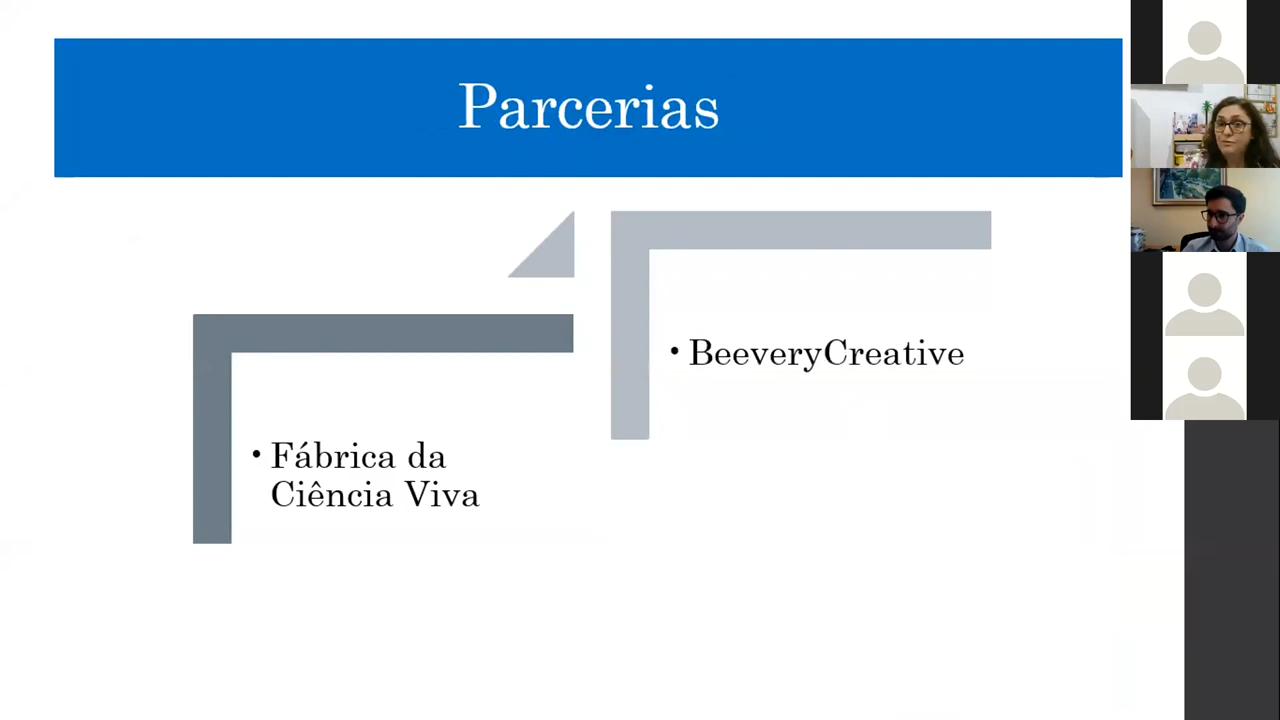 Parcerias
• BeeveryCreative
• Fábrica da
Ciência Viva